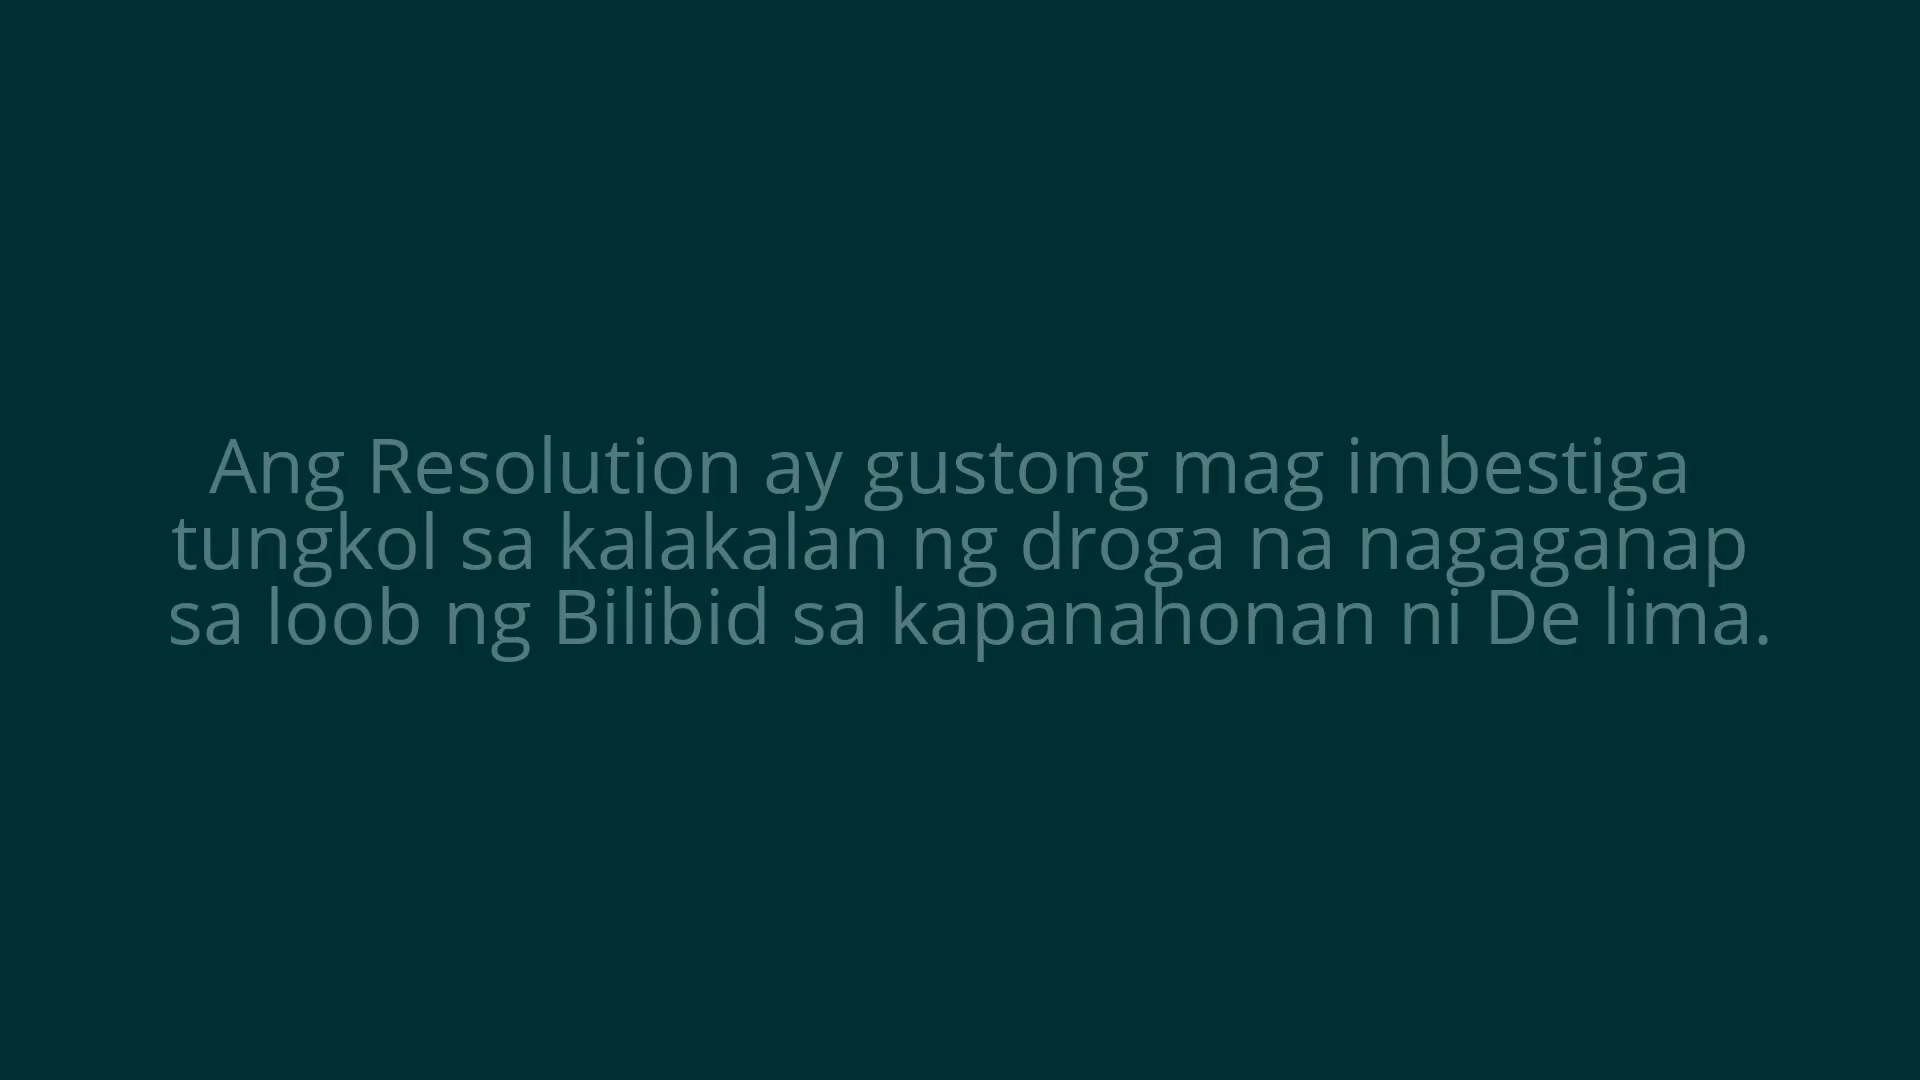 Ang Resolution ay gustong mag imbestiga
tungkol sa kalakalan ng droga na nagaganap
sa loob ng Bilibid sa kapanahonan ni De lima.